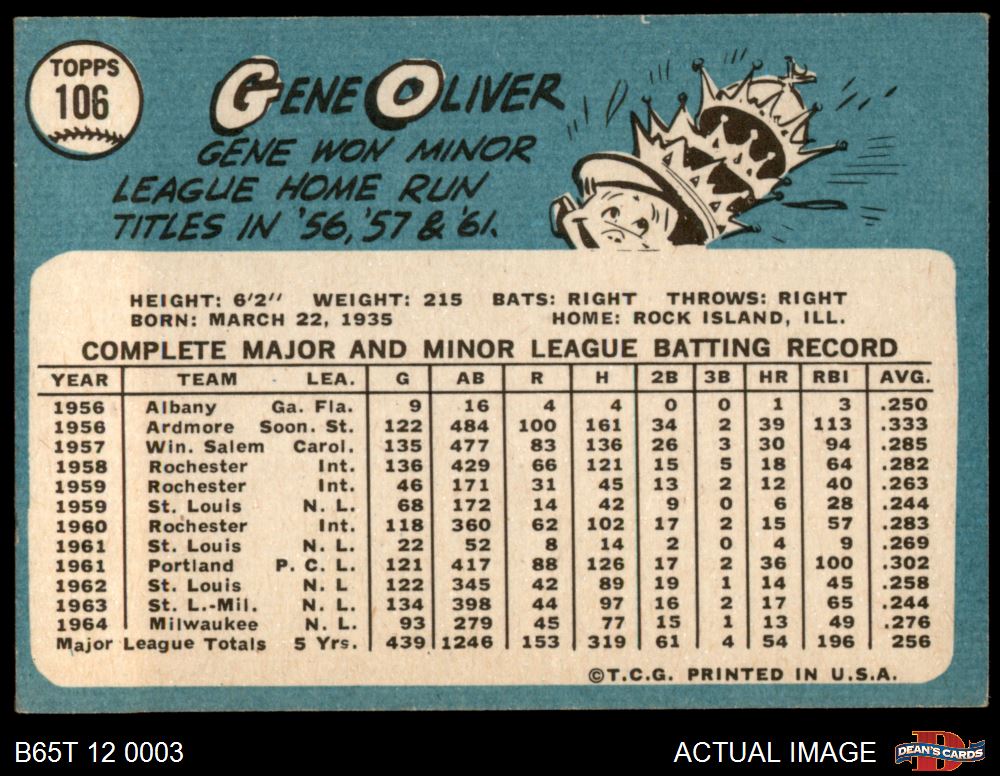 TOPPS
106
GENE OLIVER
GENE WON MINOR
LEAGUE HOME RUN
TITLES IN '56, '57 & '61.
HEIGHT: 6'2" WEIGHT: 215 BATS: RIGHT THROWS: RIGHT
BORN: MARCH 22, 1935 HOME: ROCK ISLAND, ILL.
COMPLETE MAJOR AND MINOR LEAGUE BATTING RECORD
YEAR TEAM LEA. G AB R H 2B 3B HR RBI AVG.
1956 Albany Ga. Fla. 9 16 4 4 0 0 1 3 .250
1956 Ardmore Soon. St. 122 484 100 161 34 2 39 113 .333
1957 Win. Salem Carol. 135 477 83 136 26 3 30 94 .285
1958 Rochester Int. 136 429 66 121 15 5 18 64 .282
1959 Rochester Int. 46 171 31 45 13 2 12 40 .263
1959 St. Louis N. L. 68 172 14 42 9 0 6 28 .244
1960 Rochester Int. 118 360 62 102 17 2 15 57 .283
1961 St. Louis N. L. 22 52 8 14 2 0 4 9 .269
1961 Portland P. C. L. 121 417 88 126 17 2 36 100 .302
1962 St. Louis N. L 122 345 42 89 19 1 14 45 .258
1963 St. L.-Mil. N. L. 134 398 44 97 16 2 17 65 .244
1964 Milwaukee N. L. 93 279 45 77 15 1 13 49 .276
Major League Totals 5 Yrs. 439 1246 153 319 61 4 54 196 256
©T.C.G. PRINTED IN U.S.A.
B65T 12 0003 ACTUAL IMAGE DEAN'S CARDS